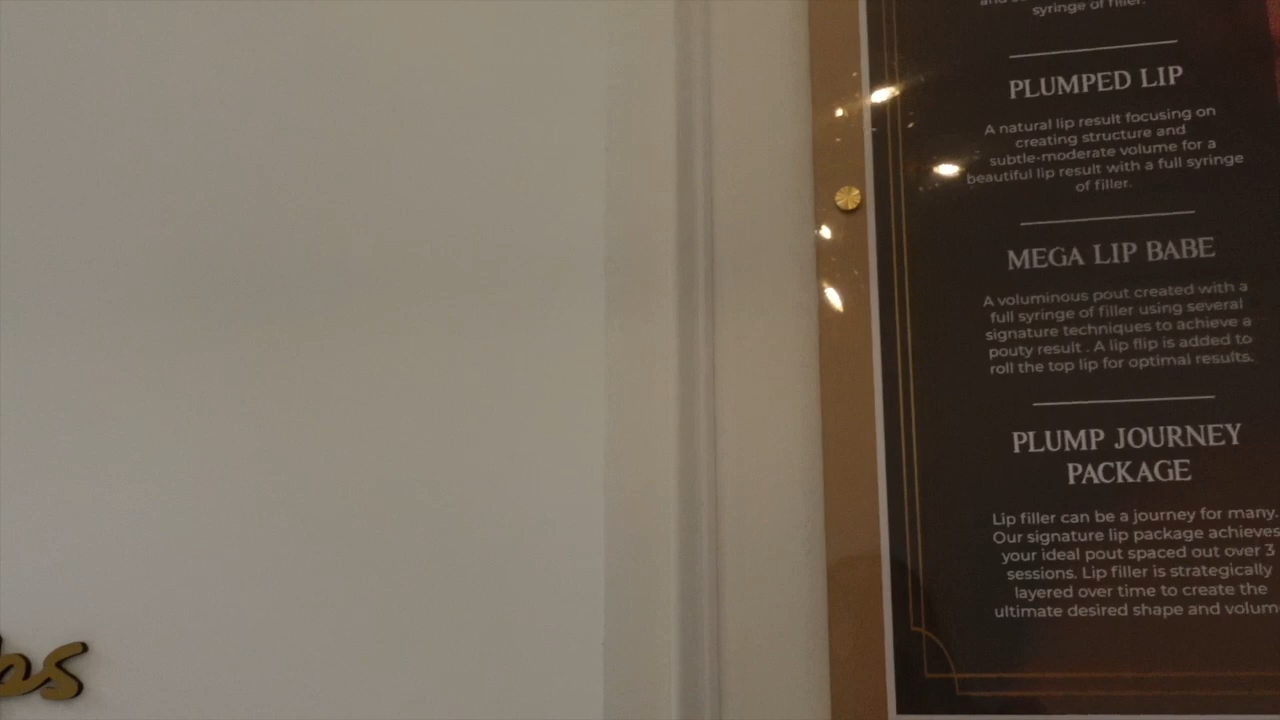 syringe of filler.
PLUMPED LIP
A natural lip result focusing on
creating structure and
subtle-moderate volume for a
beautiful lip result with a full syringe
of filler.
MEGA LIP BABE
A voluminous pout created with a
full syringe of filler using several
signature techniques to achieve a
pouty result . A lip flip is added to
roll the top lip for optimal results.
PLUMP JOURNEY
PACKAGE
Lip filler can be a journey for many.
Our signature lip package achieves
your ideal pout spaced out over 3
sessions. Lip filler is strategically
layered over time to create the
ultimate desired shape and